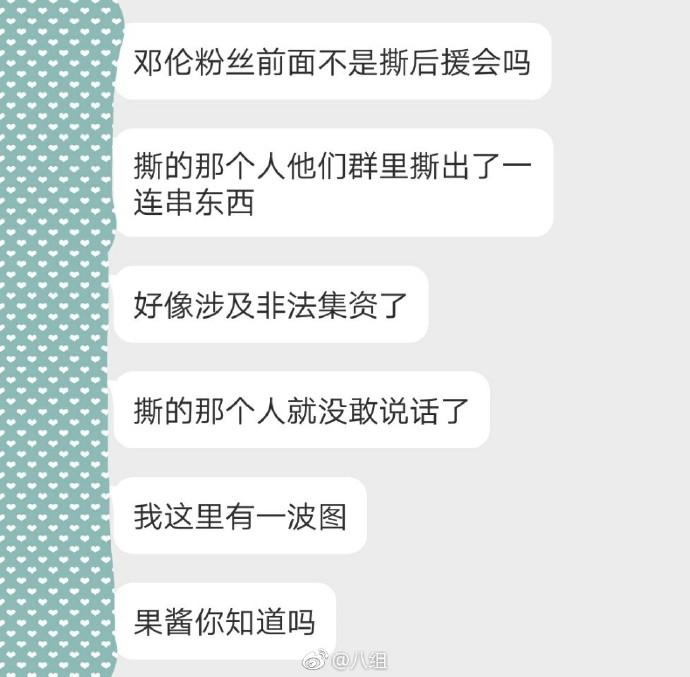 邓伦粉丝前面不是撕后援会吗
撕的那个人他们群里撕出了一
连串东西
好像涉及非法集资了
撕的那个人就没敢说话了
我这里有一波图
果酱你知道吗
@八组